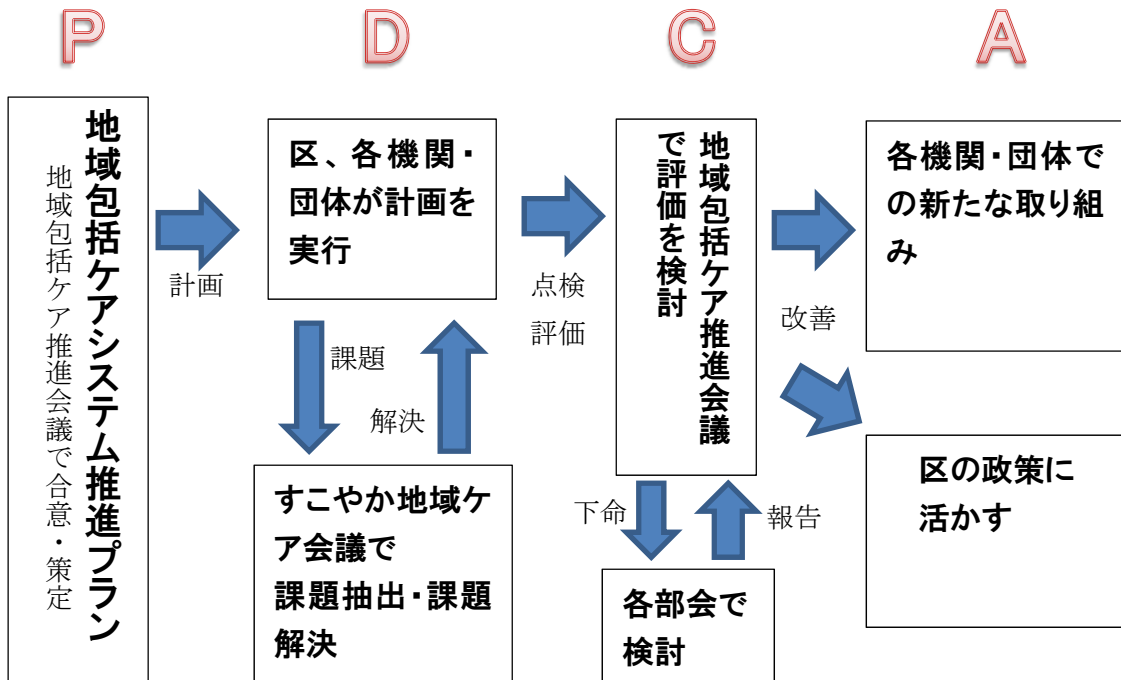 P
D
C
A
地域包括ケアシステム推進プラン
地域包括ケア推進会議で合意・策定
計画
区、各機関・
団体が計画を
実行
課題
解決
すこやか地域ケ
ア会議で
課題抽出・課題
解決
点検
評価
地域包括ケア推進会議
で評価を検討
下命
報告
各部会で
検討
改善
各機関・団体で
の新たな取り組
み
区の政策に
活かす